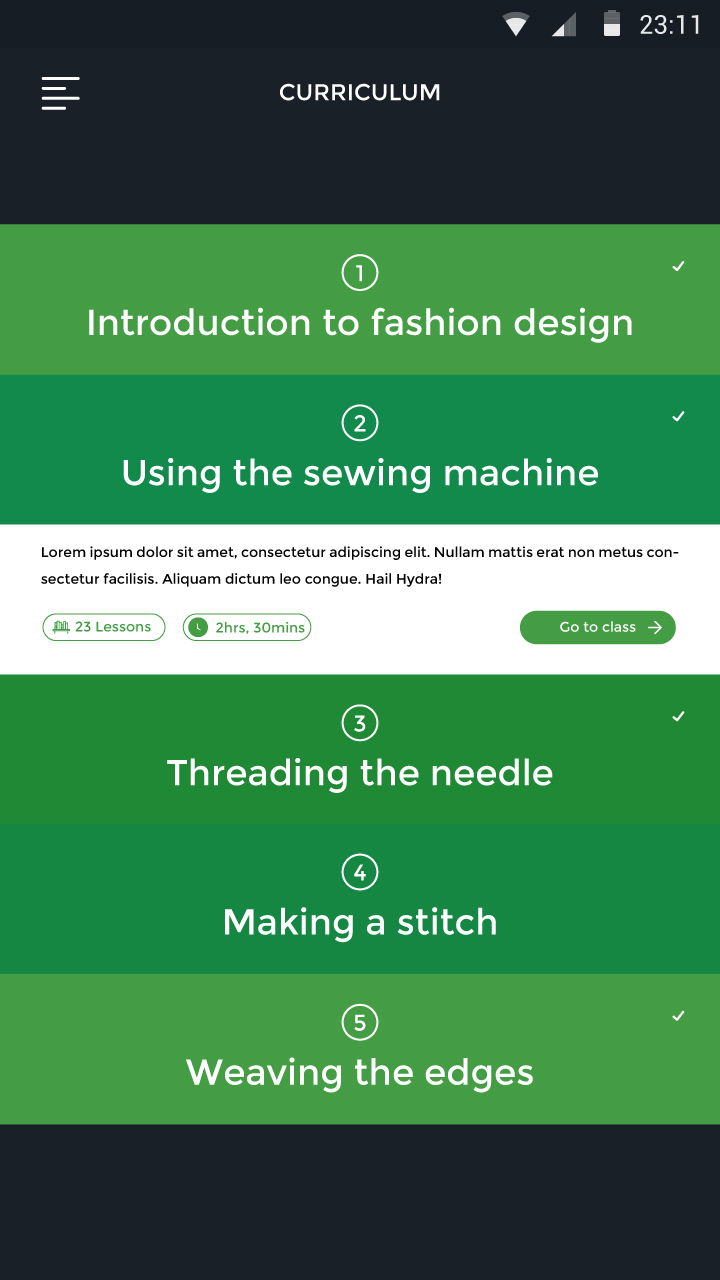 23:11
CURRICULUM
1
Introduction to fashion design
2
Using the sewing machine
Lorem ipsum dolor sit amet, consectetur adipiscing elit. Nullam mattis erat non metus con-
sectetur facilisis. Aliquam dictum leo congue. Hail Hydra!
23 Lessons 2hrs, 30mins Go to class
3
Threading the needle
4
Making a stitch
5
Weaving the edges